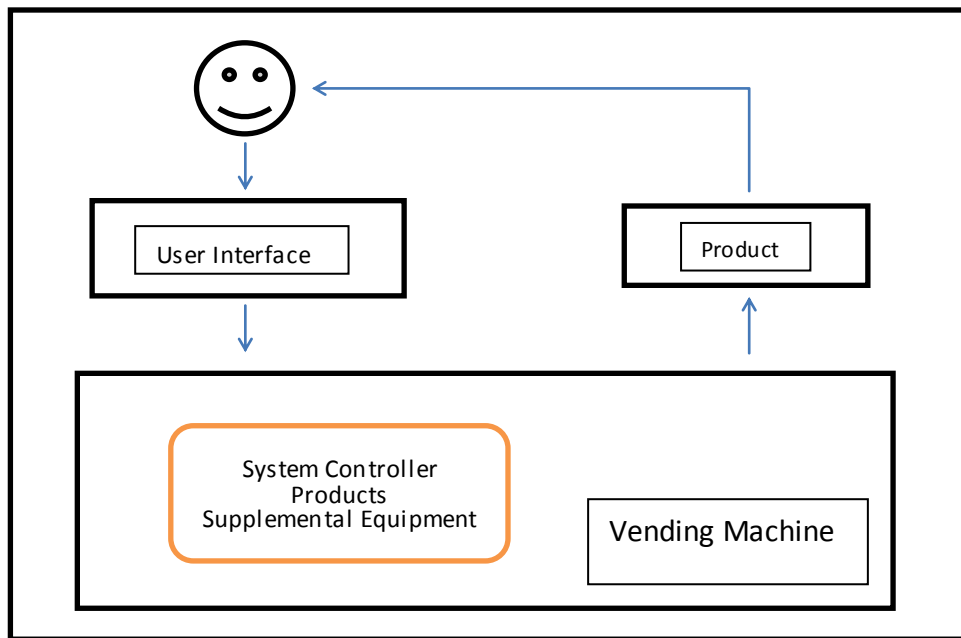 User Interface
Product
System Controller
Products
Supplemental Equipment
Vending Machine